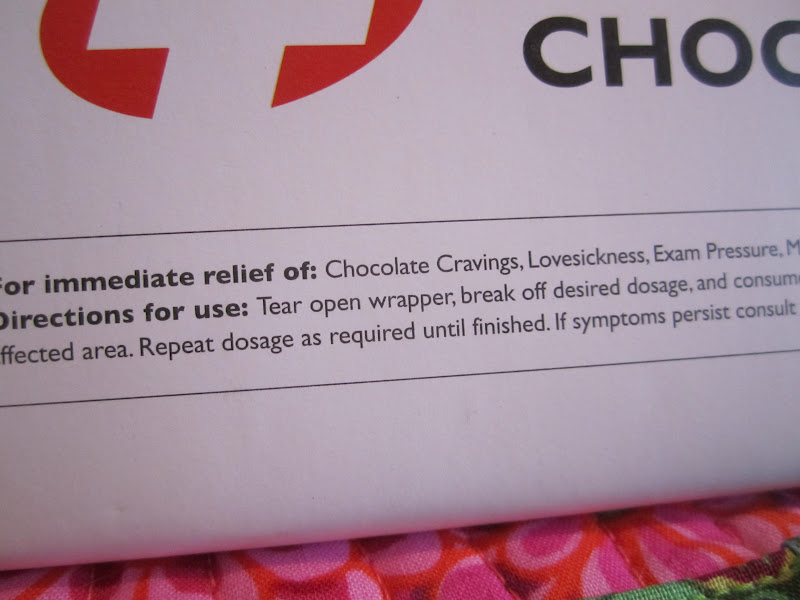 CHOC
For immediate relief of: Chocolate Cravings, Lovesickness, Exam Pressure, M
Directions for use: Tear open wrapper, break off desired dosage, and consume
ffected area. Repeat dosage as required until finished. If symptoms persist consult